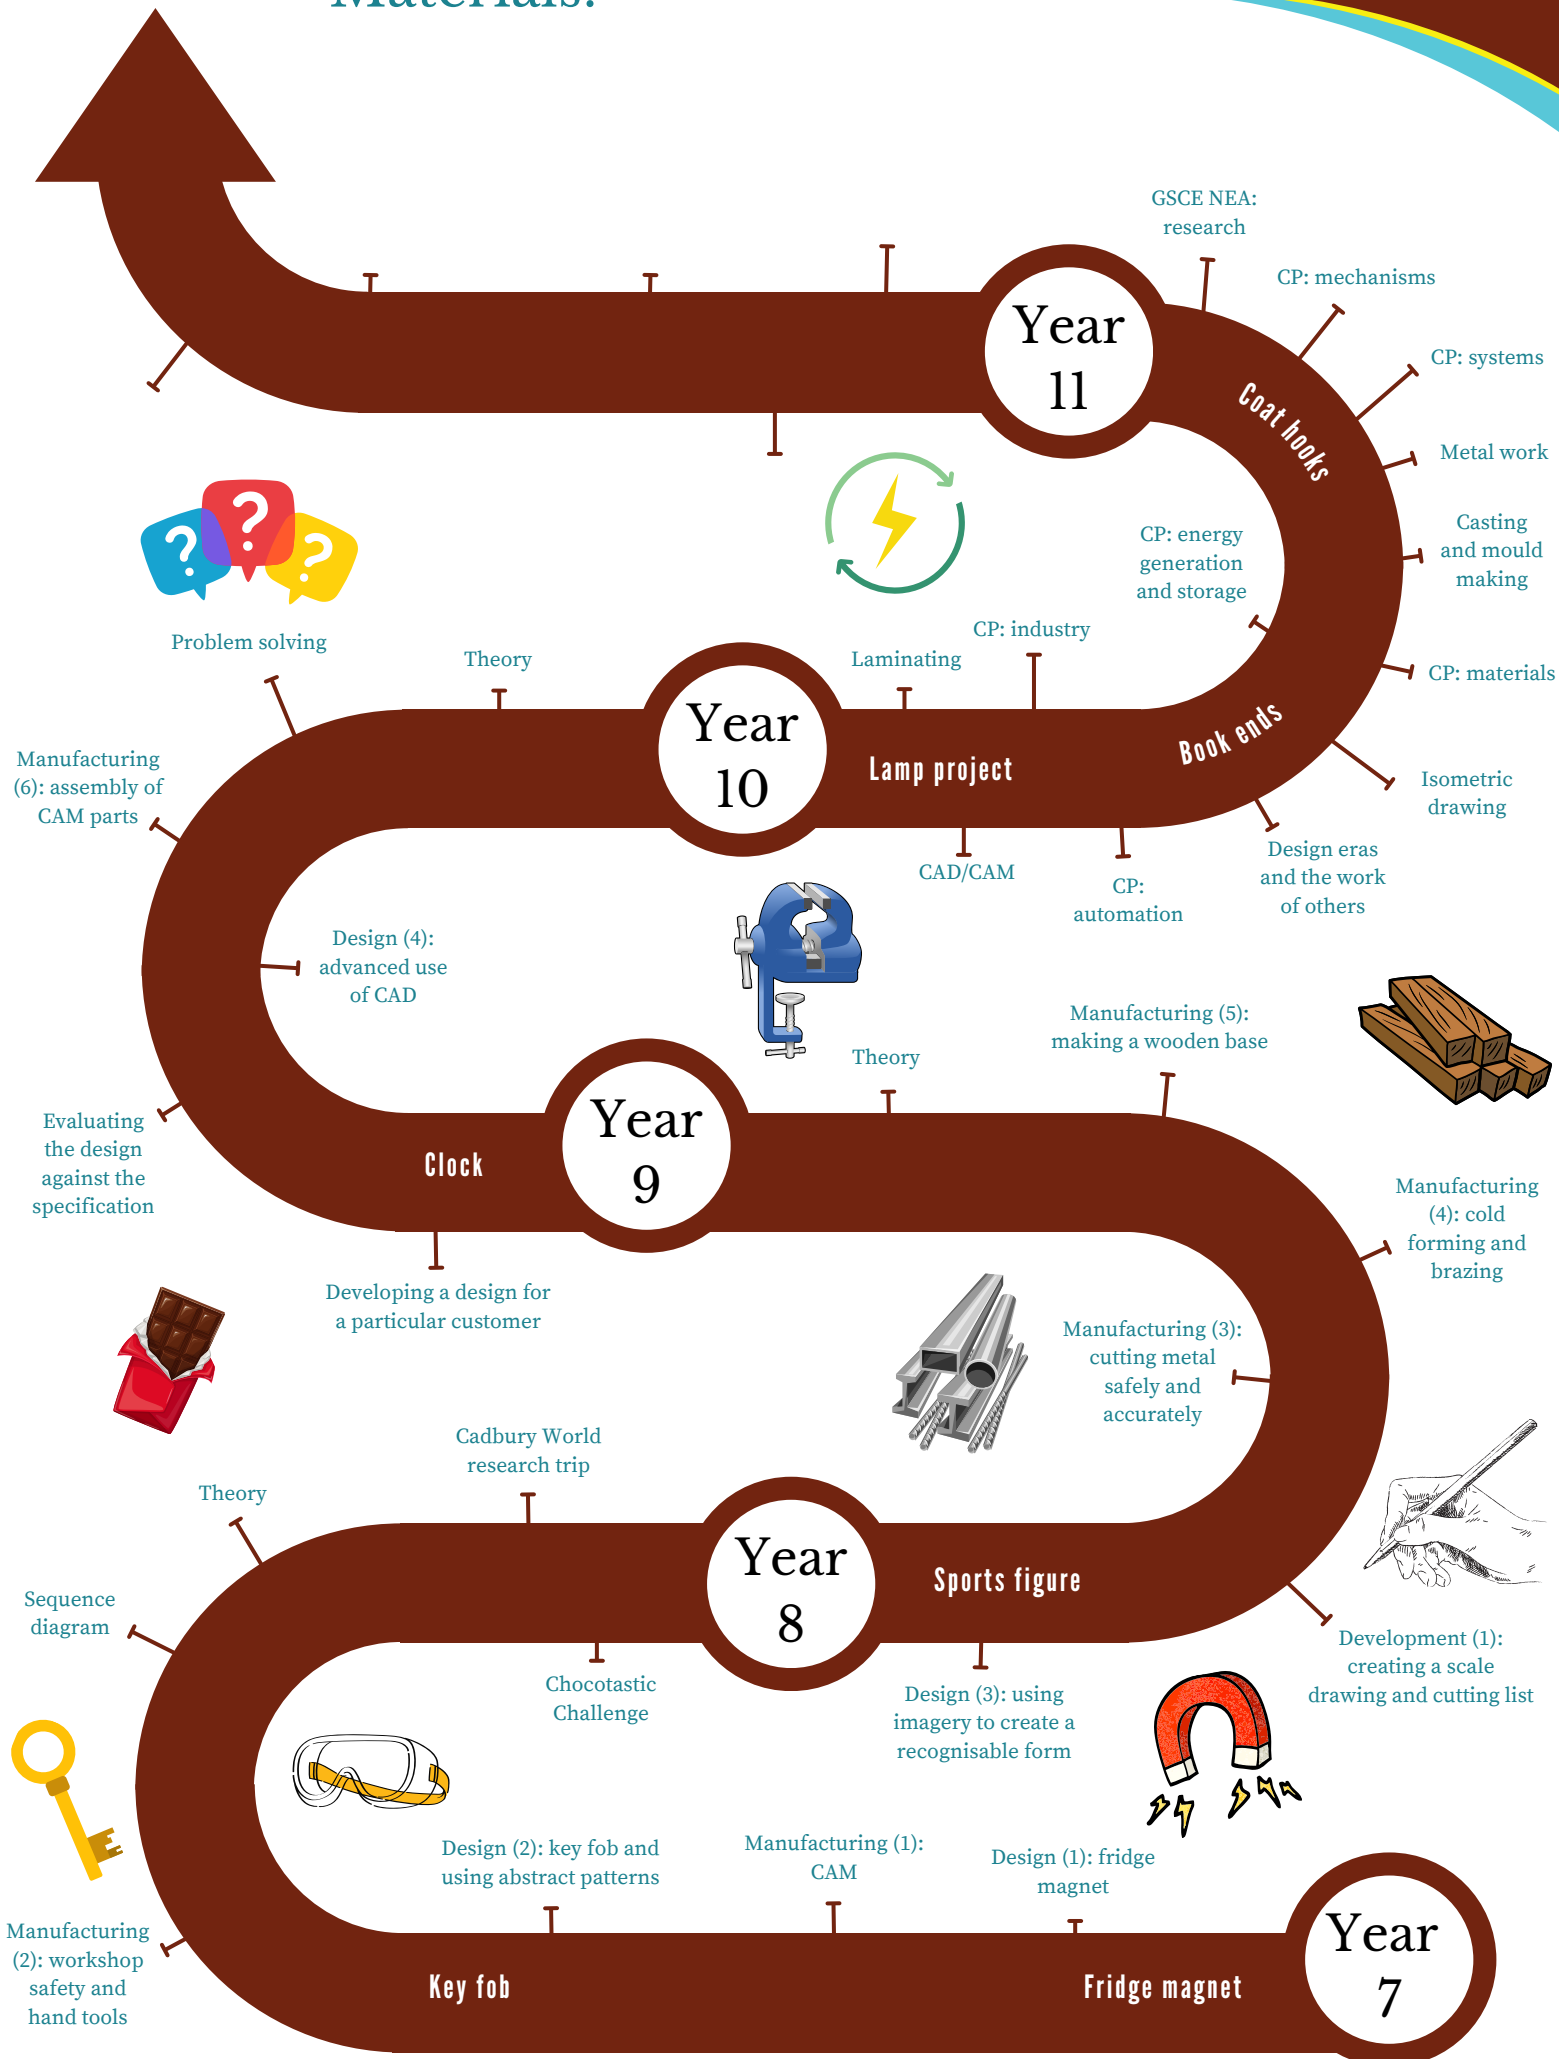 Materials.
GSCE NEA:
research
CP: mechanisms
Year
11
CP: systems
Coat hooks
Metal work
Casting
and mould
making
CP: energy
generation
and storage
CP: industry
Problem solving
Theory
Laminating
CP: materials
Year
10
Lamp project
Book ends
Manufacturing
(6): assembly of
CAM parts
Isometric
drawing
CAD/CAM
CP:
automation
Design eras
and the work
of others
Design (4):
advanced use
of CAD
Manufacturing (5):
making a wooden base
Theory
Evaluating
the design
against the
specification
Clock
Year
9
Manufacturing
(4): cold
forming and
brazing
Developing a design for
a particular customer
Manufacturing (3):
cutting metal
safely and
accurately
Cadbury World
research trip
Theory
Year
8
Sports figure
Sequence
diagram
Development (1):
creating a scale
drawing and cutting list
Chocotastic
Challenge
Design (3): using
imagery to create a
recognisable form
Design (2): key fob and
using abstract patterns
Manufacturing (1):
CAM
Design (1): fridge
magnet
Manufacturing
(2): workshop
safety and
hand tools
Key fob
Fridge magnet
Year
7